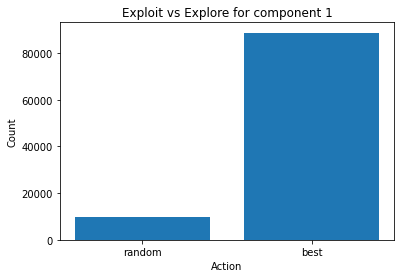 Exploit vs Explore for component 1
Count
80000
60000
40000
20000
0
random
best
Action